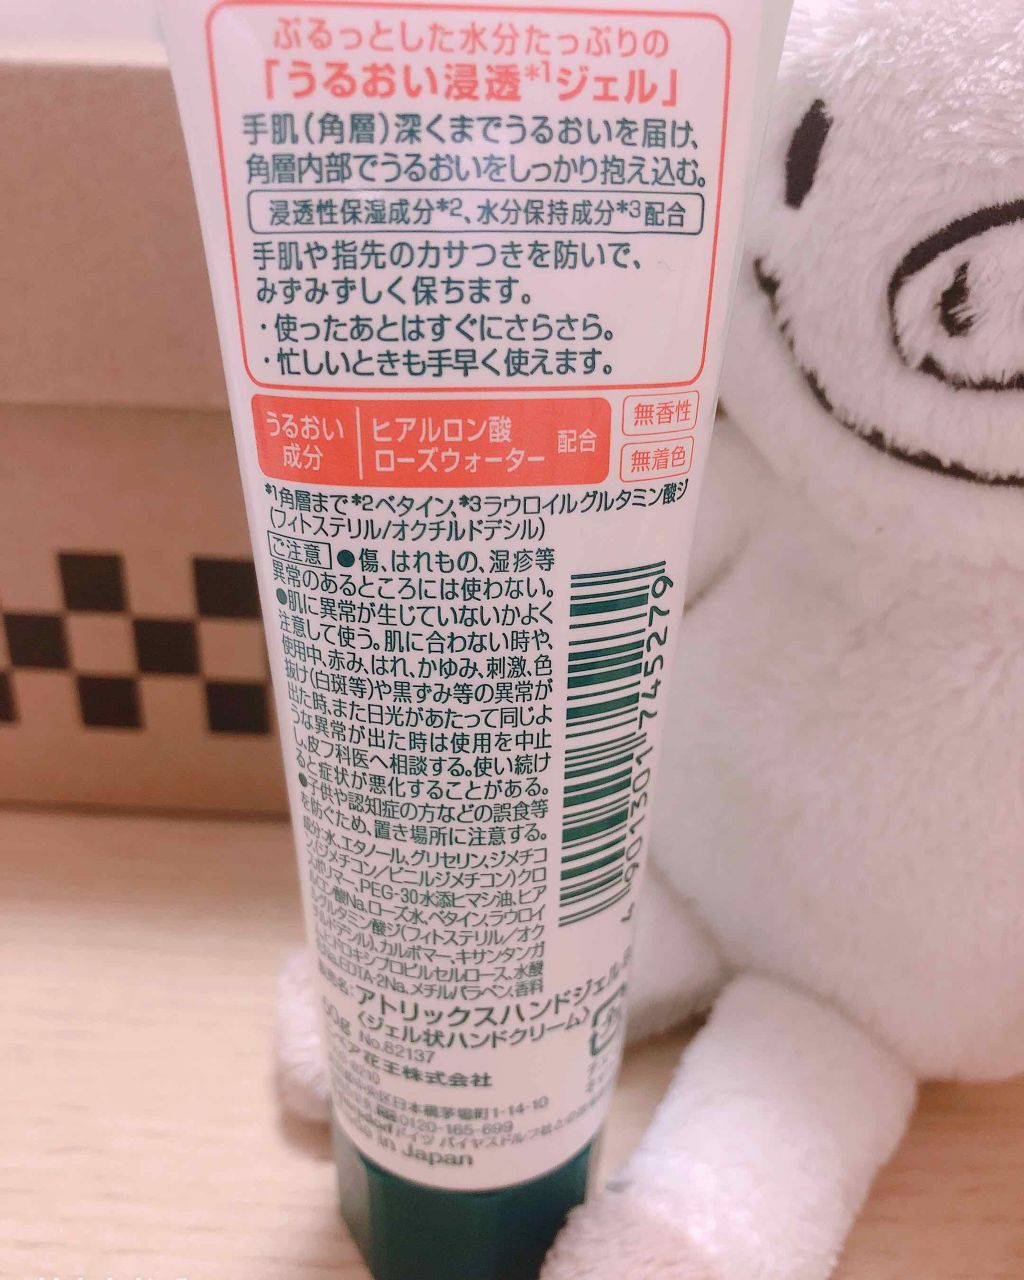 ぷるっとした水分たっぷりの
「うるおい浸透*1ジェル」
手肌(角層)深くまでうるおいを届け、
角層内部でうるおいをしっかり抱え込む。
浸透性保湿成分*2、水分保持成分*3配合
手肌や指先のカサつきを防いで、
みずみずしく保ちます。
・使ったあとはすぐにさらさら。
・忙しいときも手早く使えます。
うるおい
成分
ヒアルロン酸
ローズウォーター
配合
無香性
無着色
*1角層まで*2ベタイン、*3ラウロイルグルタミン酸ジ
(フィトステリル/オクチルドデシル)
ご注意 ●傷、はれもの、湿疹等
異常のあるところには使わない。
●肌に異常が生じていないかよく
注意して使う。肌に合わない時や、
使用中、赤み、はれ、かゆみ、刺激、色
抜け(白斑等)や黒ずみ等の異常が
出た時、また日光があたって同じよ
うな異常が出た時は使用を中止
し、皮フ科医へ相談する。使い続け
ると症状が悪化することがある。
●子供や認知症の方などの誤食等
を防ぐため、置き場所に注意する。
成分:水、エタノール、グリセリン、ジメチコ
ン、(ジメチコン/ビニルジメチコン)クロ
スポリマー、PEG-30水添ヒマシ油、ヒア
ルロン酸Na、ローズ水、ベタイン、ラウロイ
ルグルタミン酸ジ(フィトステリル/オク
チルドデシル)、カルボマー、キサンタンガ
ヒドロキシプロピルセルロース、水酸
Na、EDTA-2Na、メチルパラベン、香料
アトリックスハンドジェル
〈ジェル状ハンドクリーム〉
50g No.82137
花王株式会社
中央区日本橋茅場町1-14-10
0120-165-699
ドイツ バイヤスドルフ社との
in Japan
4 901301 745279